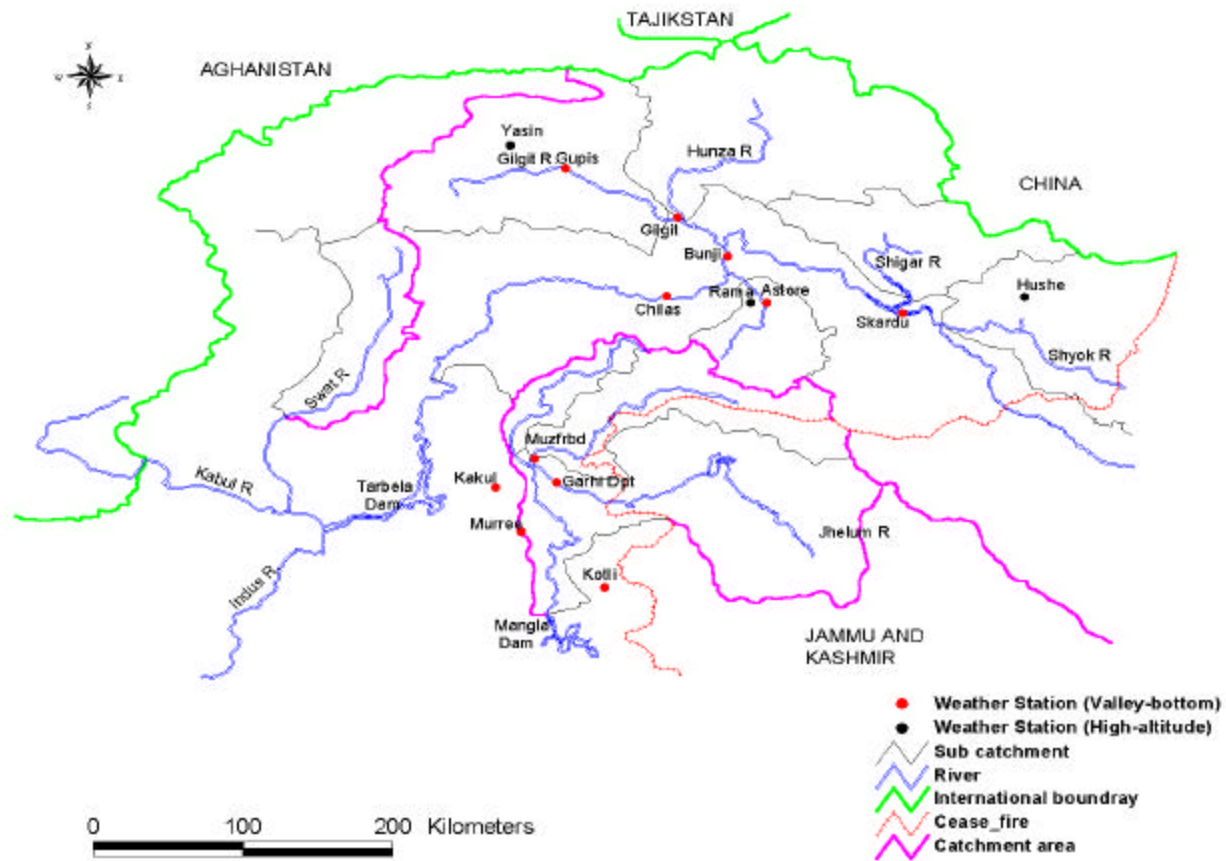 TAJIKSTAN
N
W
E
S
AGHANISTAN
Yasin
Gilgit R Gupis
Hunza R
CHINA
Gilgit
Bunji
Shigar R
Hushe
Rama Astore
Chilas
Skardu
Shyok R
Swat R
Muzfrbd
Kabul R
Tarbela
Dam
Kakul
Garhi Dpt
Murree
Jhelum R
Indus R
Kotli
Mangla
Dam
JAMMU AND
KASHMIR
Weather Station (Valley-bottom)
Weather Station (High-altitude)
Sub catchment
River
International boundray
Cease_fire
Catchment area
0 100 200 Kilometers